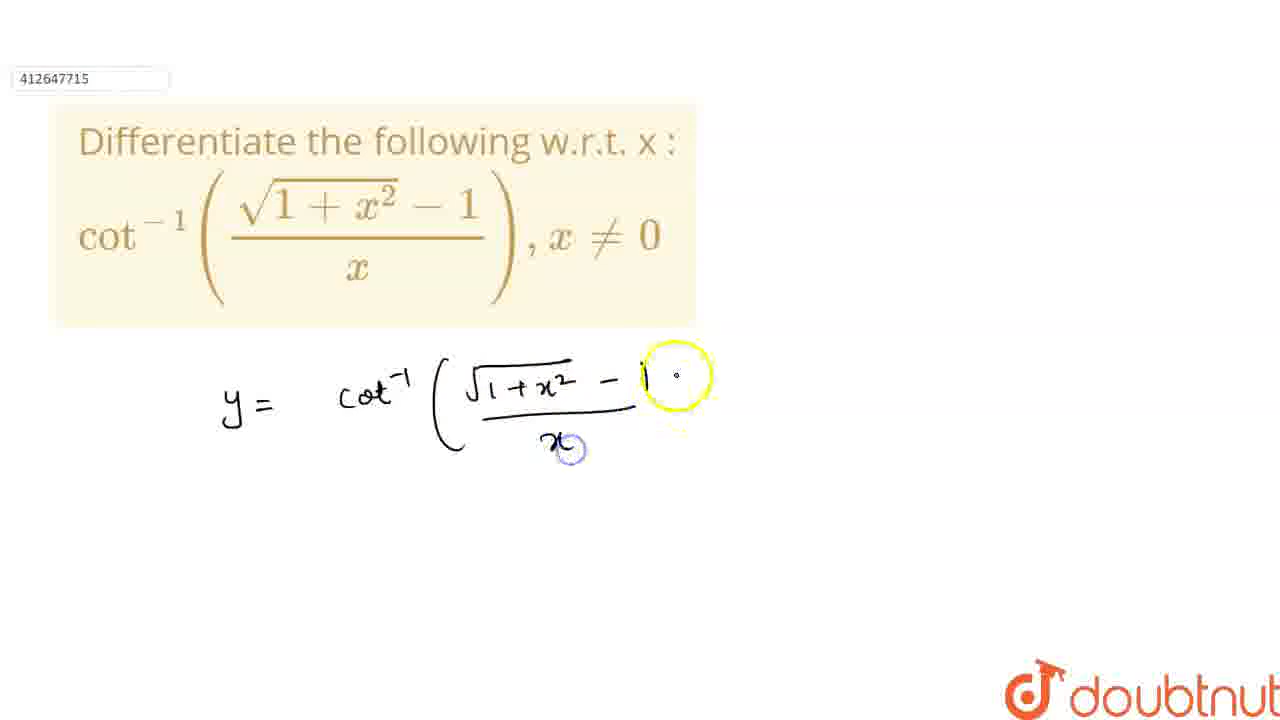 412647715
Differentiate the following w.r.t. x :
cot⁻¹((√(1 + x²) − 1)/x), x ≠ 0
y = cot⁻¹ ( (√(1 + x²) − 1)/x
doubtnut